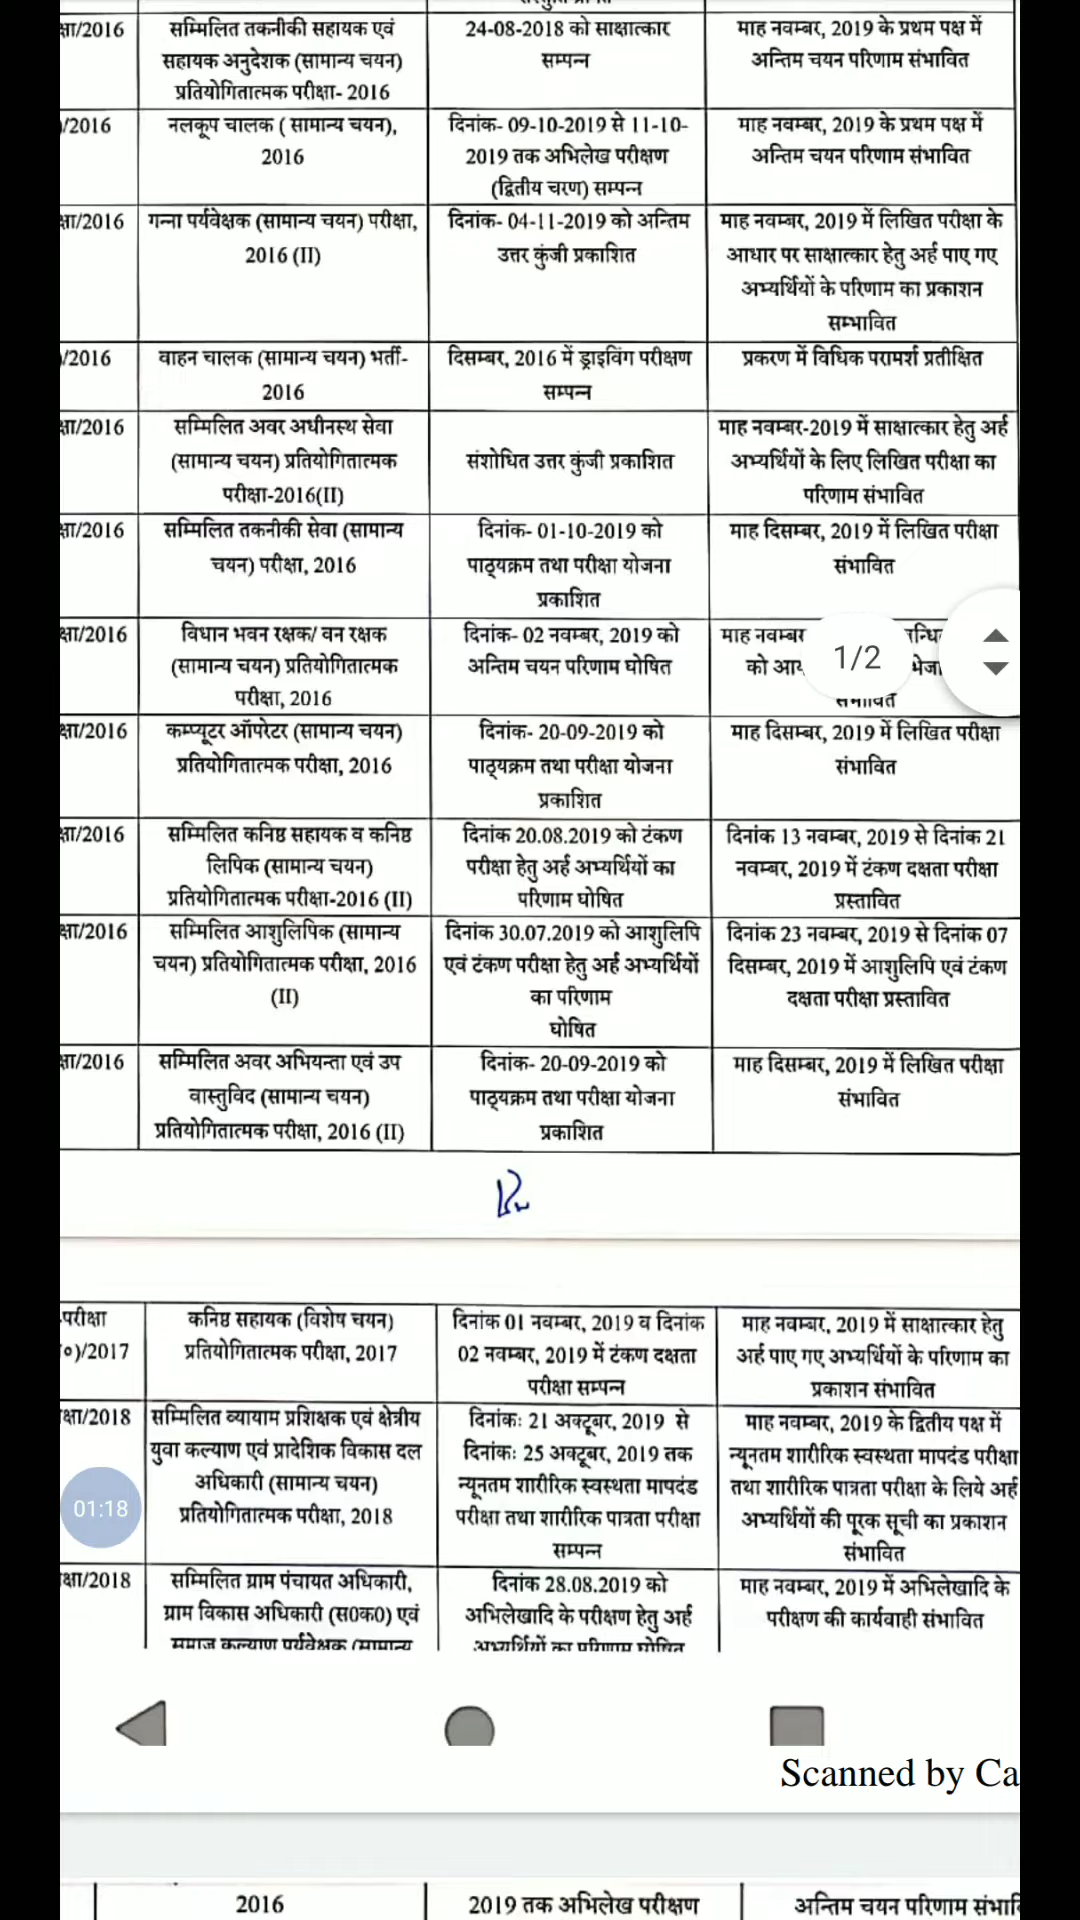 क्षा/2016
सम्मिलित तकनीकी सहायक एवं
सहायक अनुदेशक (सामान्य चयन)
प्रतियोगितात्मक परीक्षा- 2016
24-08-2018 को साक्षात्कार
सम्पन्न
माह नवम्बर, 2019 के प्रथम पक्ष में
अन्तिम चयन परिणाम संभावित
)/2016
नलकूप चालक ( सामान्य चयन),
2016
दिनांक- 09-10-2019 से 11-10-
2019 तक अभिलेख परीक्षण
(द्वितीय चरण) सम्पन्न
माह नवम्बर, 2019 के प्रथम पक्ष में
अन्तिम चयन परिणाम संभावित
क्षा/2016
गन्ना पर्यवेक्षक (सामान्य चयन) परीक्षा,
2016 (II)
दिनांक- 04-11-2019 को अन्तिम
उत्तर कुंजी प्रकाशित
माह नवम्बर, 2019 में लिखित परीक्षा के
आधार पर साक्षात्कार हेतु अर्ह पाए गए
अभ्यर्थियों के परिणाम का प्रकाशन
सम्भावित
)/2016
वाहन चालक (सामान्य चयन) भर्ती-
2016
दिसम्बर, 2016 में ड्राइविंग परीक्षण
सम्पन्न
प्रकरण में विधिक परामर्श प्रतीक्षित
क्षा/2016
सम्मिलित अवर अधीनस्थ सेवा
(सामान्य चयन) प्रतियोगितात्मक
परीक्षा-2016(II)
संशोधित उत्तर कुंजी प्रकाशित
माह नवम्बर-2019 में साक्षात्कार हेतु अर्ह
अभ्यर्थियों के लिए लिखित परीक्षा का
परिणाम संभावित
क्षा/2016
सम्मिलित तकनीकी सेवा (सामान्य
चयन) परीक्षा, 2016
दिनांक- 01-10-2019 को
पाठ्यक्रम तथा परीक्षा योजना
प्रकाशित
माह दिसम्बर, 2019 में लिखित परीक्षा
संभावित
क्षा/2016
विधान भवन रक्षक/ वन रक्षक
(सामान्य चयन) प्रतियोगितात्मक
परीक्षा, 2016
दिनांक- 02 नवम्बर, 2019 को
अन्तिम चयन परिणाम घोषित
माह नवम्बर
को
संभावित
1/2
क्षा/2016
कम्प्यूटर ऑपरेटर (सामान्य चयन)
प्रतियोगितात्मक परीक्षा, 2016
दिनांक- 20-09-2019 को
पाठ्यक्रम तथा परीक्षा योजना
प्रकाशित
माह दिसम्बर, 2019 में लिखित परीक्षा
संभावित
क्षा/2016
सम्मिलित कनिष्ठ सहायक व कनिष्ठ
लिपिक (सामान्य चयन)
प्रतियोगितात्मक परीक्षा-2016 (II)
दिनांक 20.08.2019 को टंकण
परीक्षा हेतु अर्ह अभ्यर्थियों का
परिणाम घोषित
दिनांक 13 नवम्बर, 2019 से दिनांक 21
नवम्बर, 2019 में टंकण दक्षता परीक्षा
प्रस्तावित
क्षा/2016
सम्मिलित आशुलिपिक (सामान्य
चयन) प्रतियोगितात्मक परीक्षा, 2016
(II)
दिनांक 30.07.2019 को आशुलिपि
एवं टंकण परीक्षा हेतु अर्ह अभ्यर्थियों
का परिणाम
घोषित
दिनांक 23 नवम्बर, 2019 से दिनांक 07
दिसम्बर, 2019 में आशुलिपि एवं टंकण
दक्षता परीक्षा प्रस्तावित
क्षा/2016
सम्मिलित अवर अभियन्ता एवं उप
वास्तुविद (सामान्य चयन)
प्रतियोगितात्मक परीक्षा, 2016 (II)
दिनांक- 20-09-2019 को
पाठ्यक्रम तथा परीक्षा योजना
प्रकाशित
माह दिसम्बर, 2019 में लिखित परीक्षा
संभावित
-परीक्षा
०)/2017
कनिष्ठ सहायक (विशेष चयन)
प्रतियोगितात्मक परीक्षा, 2017
दिनांक 01 नवम्बर, 2019 व दिनांक
02 नवम्बर, 2019 में टंकण दक्षता
परीक्षा सम्पन्न
माह नवम्बर, 2019 में साक्षात्कार हेतु
अर्ह पाए गए अभ्यर्थियों के परिणाम का
प्रकाशन संभावित
क्षा/2018
सम्मिलित व्यायाम प्रशिक्षक एवं क्षेत्रीय
युवा कल्याण एवं प्रादेशिक विकास दल
अधिकारी (सामान्य चयन)
प्रतियोगितात्मक परीक्षा, 2018
दिनांकः 21 अक्टूबर, 2019 से
दिनांकः 25 अक्टूबर, 2019 तक
न्यूनतम शारीरिक स्वस्थता मापदंड
परीक्षा तथा शारीरिक पात्रता परीक्षा
सम्पन्न
माह नवम्बर, 2019 के द्वितीय पक्ष में
न्यूनतम शारीरिक स्वस्थता मापदंड परीक्षा
तथा शारीरिक पात्रता परीक्षा के लिये अर्ह
अभ्यर्थियों की पूरक सूची का प्रकाशन
संभावित
01:18
क्षा/2018
सम्मिलित ग्राम पंचायत अधिकारी,
ग्राम विकास अधिकारी (स0क0) एवं
समाज कल्याण पर्यवेक्षक (सामान्य
दिनांक 28.08.2019 को
अभिलेखादि के परीक्षण हेतु अर्ह
अभ्यर्थियों का परिणाम घोषित
माह नवम्बर, 2019 में अभिलेखादि के
परीक्षण की कार्यवाही संभावित
Scanned by Ca
2016
2019 तक अभिलेख परीक्षण
अन्तिम चयन परिणाम